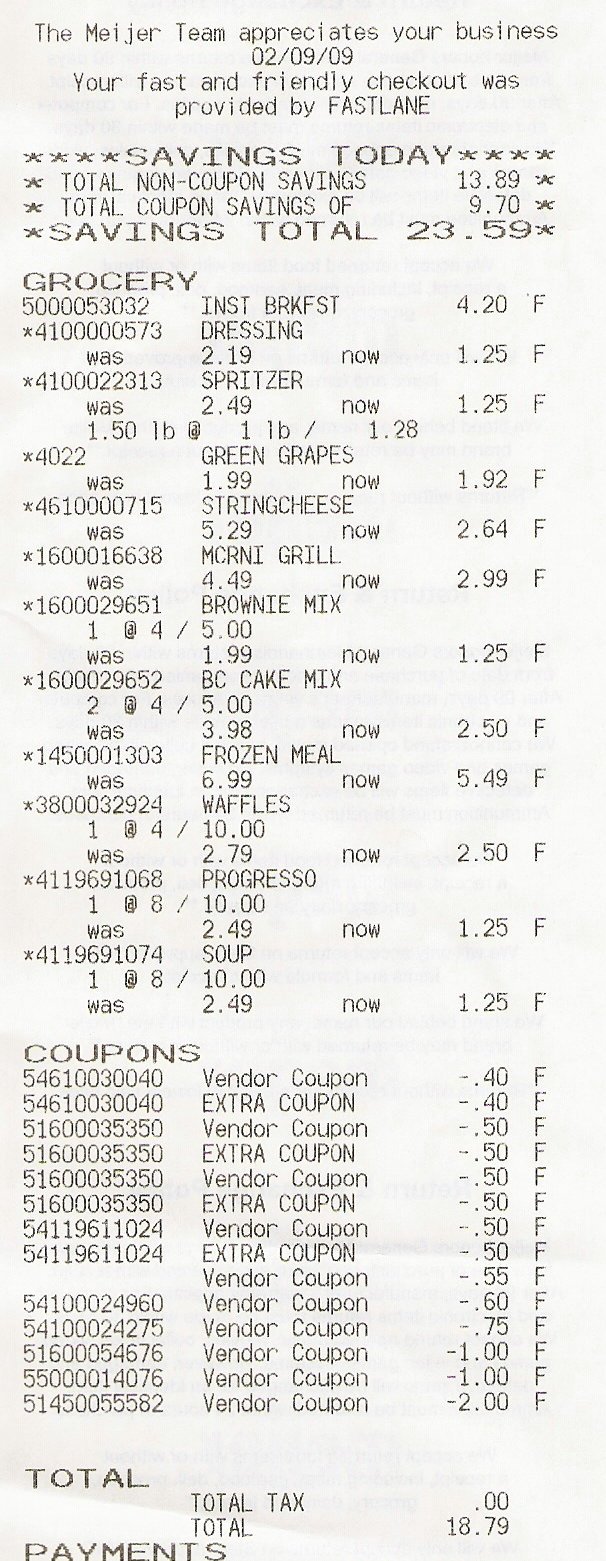 The Meijer Team appreciates your business
02/09/09
Your fast and friendly checkout was
provided by FASTLANE
****SAVINGS TODAY****
* TOTAL NON-COUPON SAVINGS 13.89 *
* TOTAL COUPON SAVINGS OF 9.70 *
*SAVINGS TOTAL 23.59*
GROCERY
5000053032 INST BRKFST 4.20 F
*4100000573 DRESSING
was 2.19 now 1.25 F
*4100022313 SPRITZER
was 2.49 now 1.25 F
1.50 lb @ 1 lb / 1.28
*4022 GREEN GRAPES
was 1.99 now 1.92 F
*4610000715 STRINGCHEESE
was 5.29 now 2.64 F
*1600016638 MCRNI GRILL
was 4.49 now 2.99 F
*1600029651 BROWNIE MIX
1 @ 4 / 5.00
was 1.99 now 1.25 F
*1600029652 BC CAKE MIX
2 @ 4 / 5.00
was 3.98 now 2.50 F
*1450001303 FROZEN MEAL
was 6.99 now 5.49 F
*3800032924 WAFFLES
1 @ 4 / 10.00
was 2.79 now 2.50 F
*4119691068 PROGRESSO
1 @ 8 / 10.00
was 2.49 now 1.25 F
*4119691074 SOUP
1 @ 8 / 10.00
was 2.49 now 1.25 F
COUPONS
54610030040 Vendor Coupon -.40 F
54610030040 EXTRA COUPON -.40 F
51600035350 Vendor Coupon -.50 F
51600035350 EXTRA COUPON -.50 F
51600035350 Vendor Coupon -.50 F
51600035350 EXTRA COUPON -.50 F
54119611024 Vendor Coupon -.50 F
54119611024 EXTRA COUPON -.50 F
Vendor Coupon -.55 F
54100024960 Vendor Coupon -.60 F
54100024275 Vendor Coupon -.75 F
51600054676 Vendor Coupon -1.00 F
55000014076 Vendor Coupon -1.00 F
51450055582 Vendor Coupon -2.00 F
TOTAL
TOTAL TAX .00
TOTAL 18.79
PAYMENTS